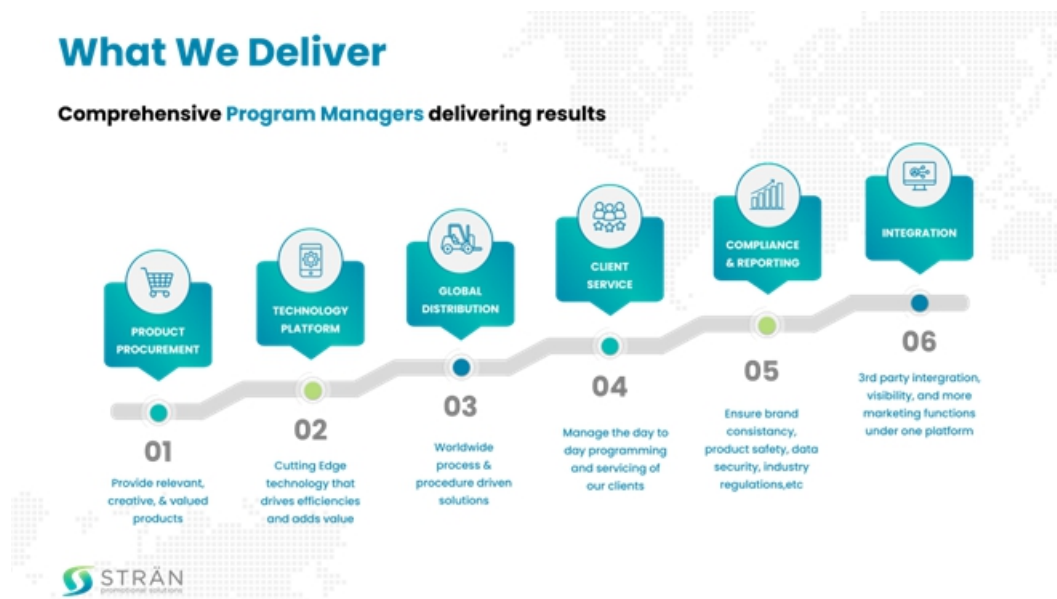 What We Deliver
Comprehensive Program Managers delivering results
PRODUCT
PROCUREMENT
01
Provide relevant,
creative, & valued
products
TECHNOLOGY
PLATFORM
02
Cutting Edge
technology that
drives efficiencies
and adds value
GLOBAL
DISTRIBUTION
03
Worldwide
process &
procedure driven
solutions
CLIENT
SERVICE
04
Manage the day to
day programming
and servicing of
our clients
COMPLIANCE
& REPORTING
05
Ensure brand
consistancy,
product safety, data
security, industry
regulations,etc
INTEGRATION
06
3rd party intergration,
visibility, and more
marketing functions
under one platform
STRÄN
promotional solutions